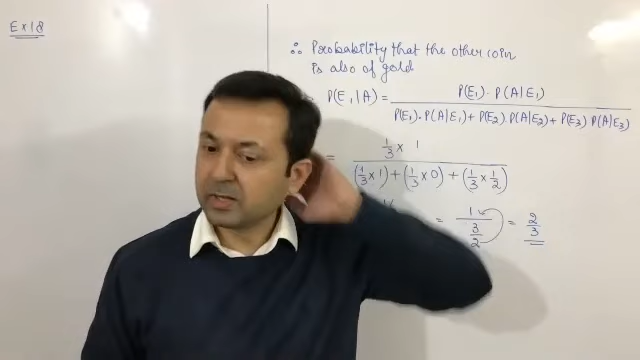 Ex 18
∴ Probability that the other coin
is also of gold
P(E₁|A) = P(E₁) · P(A|E₁) / P(E₁) · P(A|E₁) + P(E₂) P(A|E₂) + P(E₃) P(A|E₃)
= 1/3 × 1 / (1/3 × 1) + (1/3 × 0) + (1/3 × 1/2)
= 1 / 3/2 = 2/3